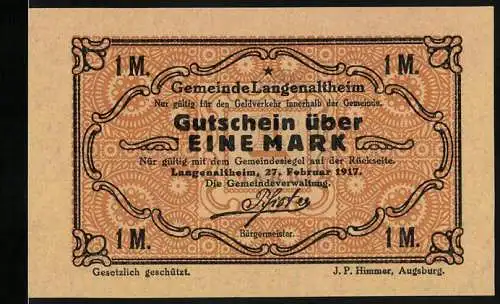 1 M. 1 M.
Gemeinde Langenaltheim
Nur gültig für den Geldverkehr innerhalb der Gemeinde.
Gutschein über
EINE MARK
Nur gültig mit dem Gemeindesiegel auf der Rückseite.
Langenaltheim, 27. Februar 1917.
Die Gemeindeverwaltung.
Bürgermeister.
1 M. 1 M.
Gesetzlich geschützt. J. P. Himmer, Augsburg.